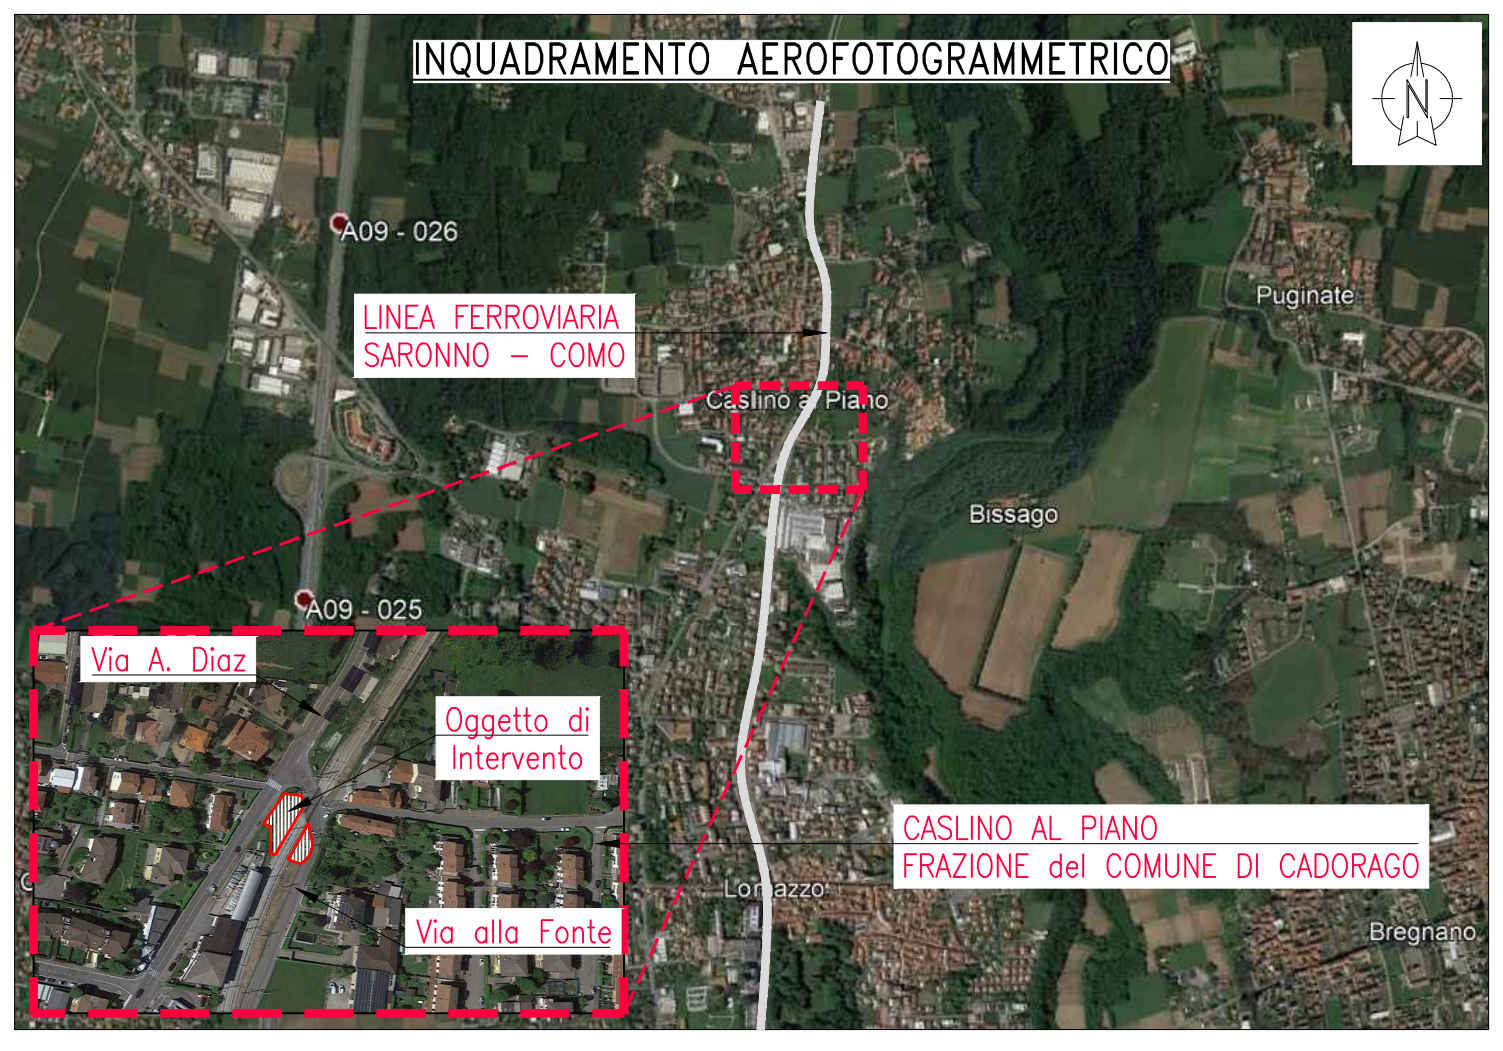 INQUADRAMENTO AEROFOTOGRAMMETRICO
N
A09 - 026
Puginate
LINEA FERROVIARIA
SARONNO - COMO
Caslino al Piano
Bissago
A09 - 025
Via A. Diaz
Oggetto di
Intervento
CASLINO AL PIANO
FRAZIONE del COMUNE DI CADORAGO
Lomazzo
Via alla Fonte
Bregnano